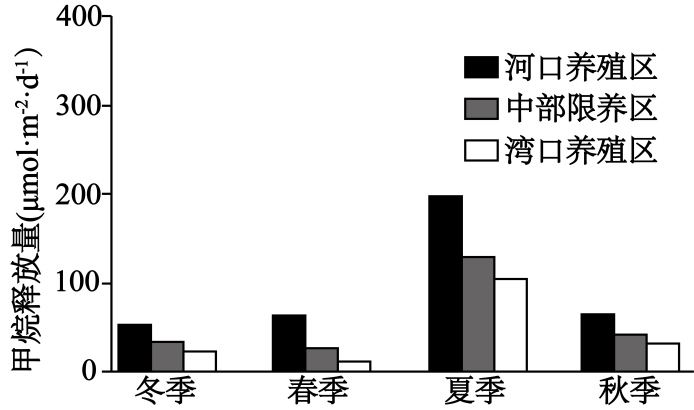 甲烷释放量(μmol·m-2·d-1)
400
300
200
100
0
河口养殖区
中部限养区
湾口养殖区
冬季 春季 夏季 秋季